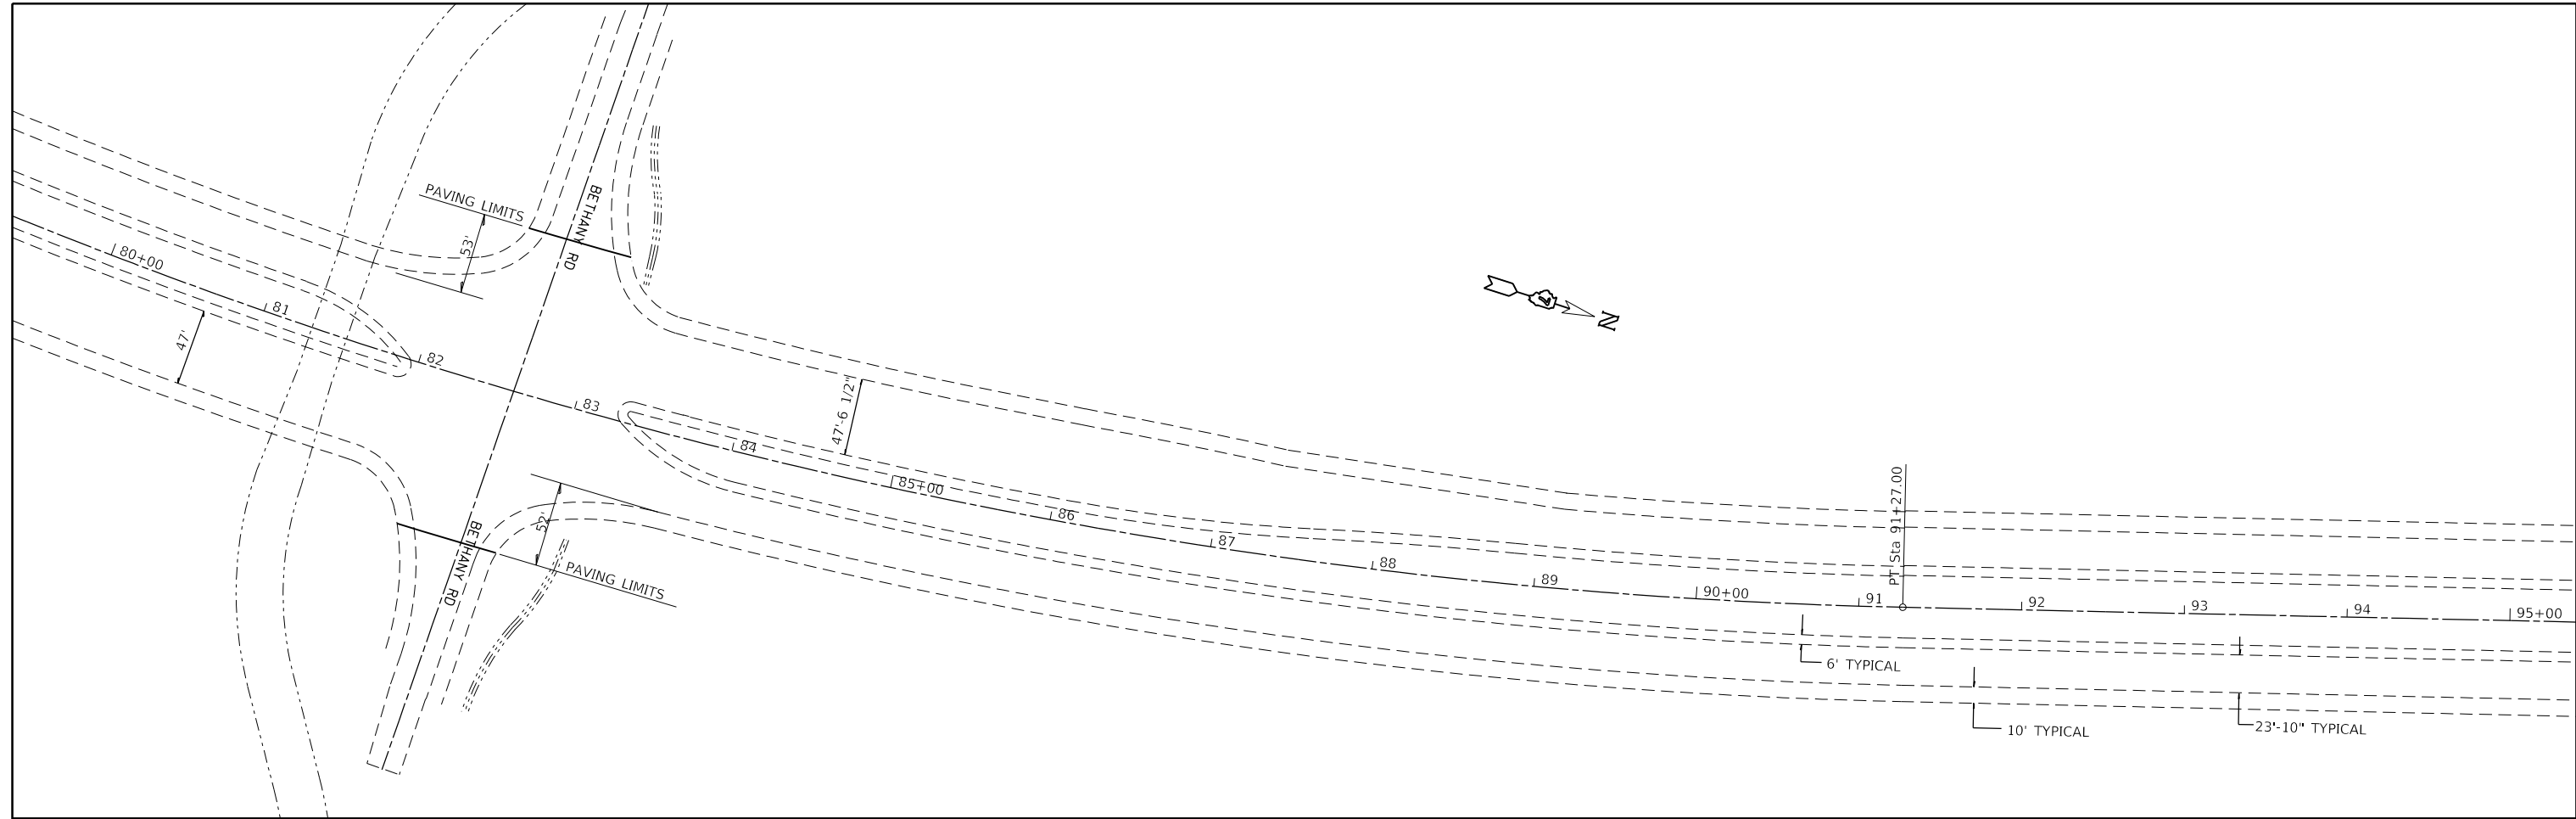 PAVING LIMITS
53'
BETHANY RD
80+00
81
82
83
84
85+00
86
87
88
89
90+00
91
92
93
94
95+00
47'
47'-6 1/2"
N
PT Sta 91+27.00
52'
BETHANY RD
PAVING LIMITS
6' TYPICAL
10' TYPICAL
23'-10" TYPICAL